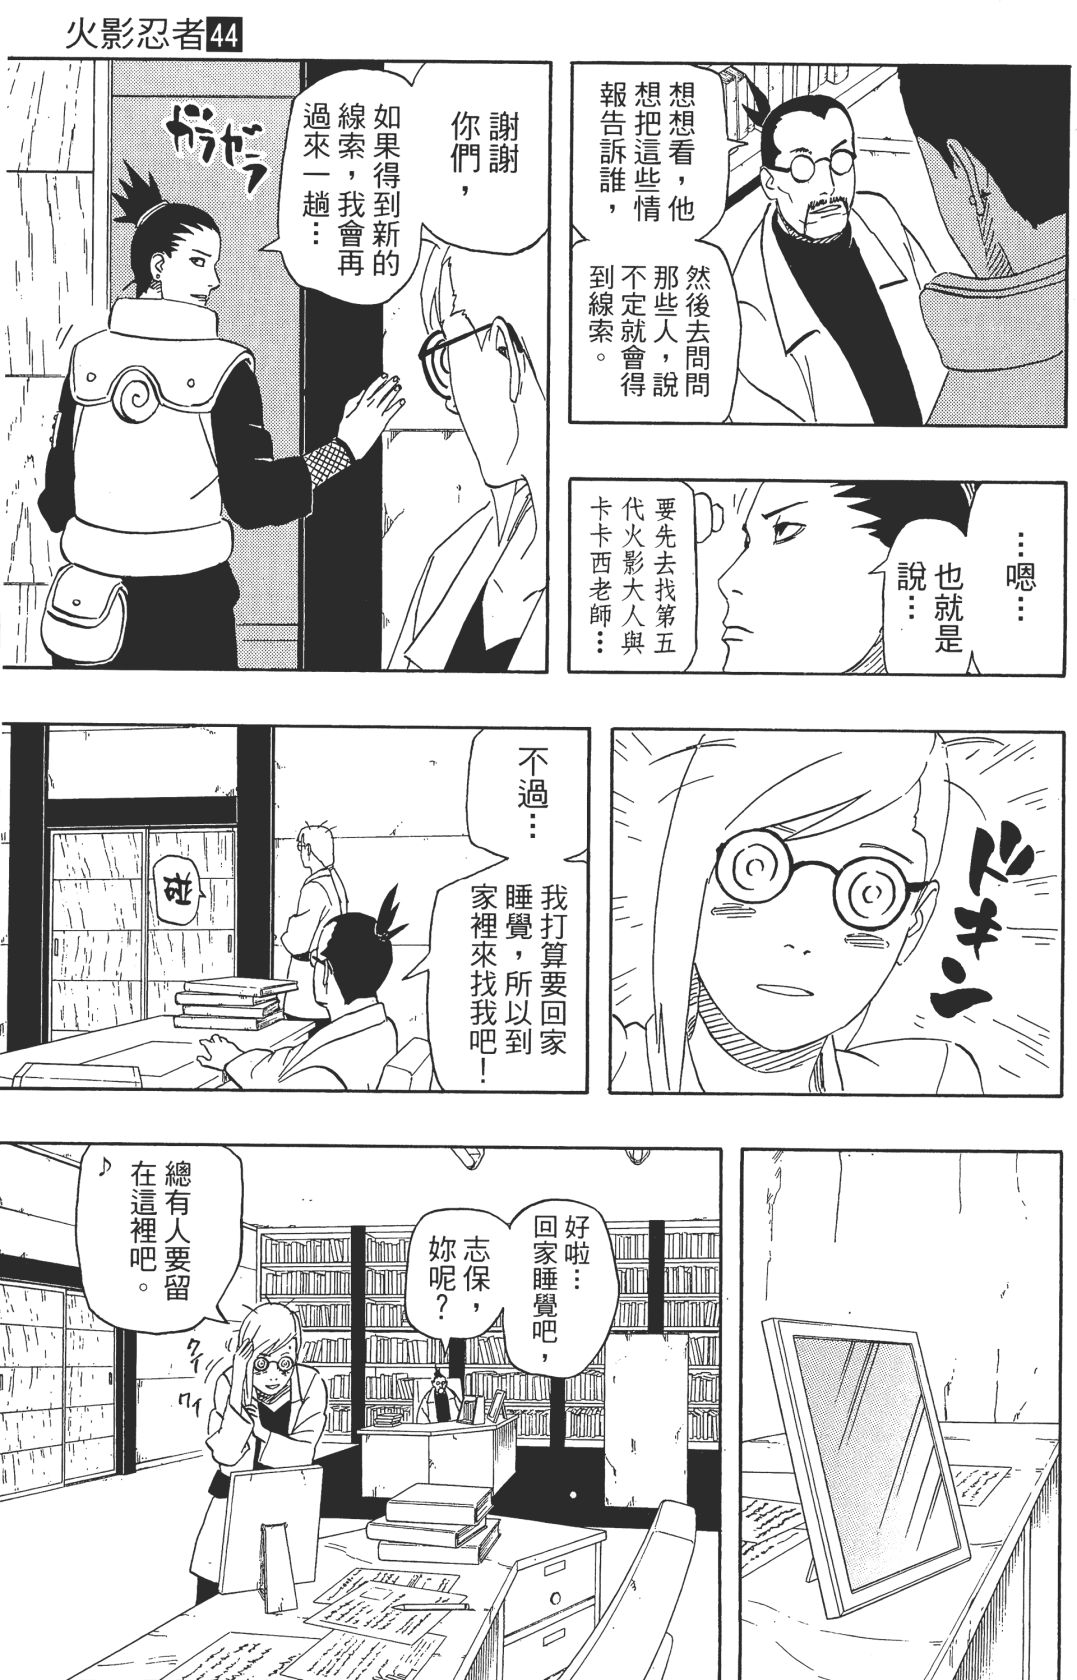 火影忍者44
想想看，他
想把這些情
報告訴誰，
然後去問問
那些人，說
不定就會得
到線索。
謝謝
你們，
如果得到新的
線索，我會再
過來一趟…
ガラゼラ
…嗯…
也就是
說…
要先去找第五
代火影大人與
卡卡西老師…
ドキン
不過…
我打算要回家
睡覺，所以到
家裡來找我吧！
啦
好啦…
回家睡覺吧，
志保，
妳呢？
總有人要留
在這裡吧。
♪
クイ
クイ